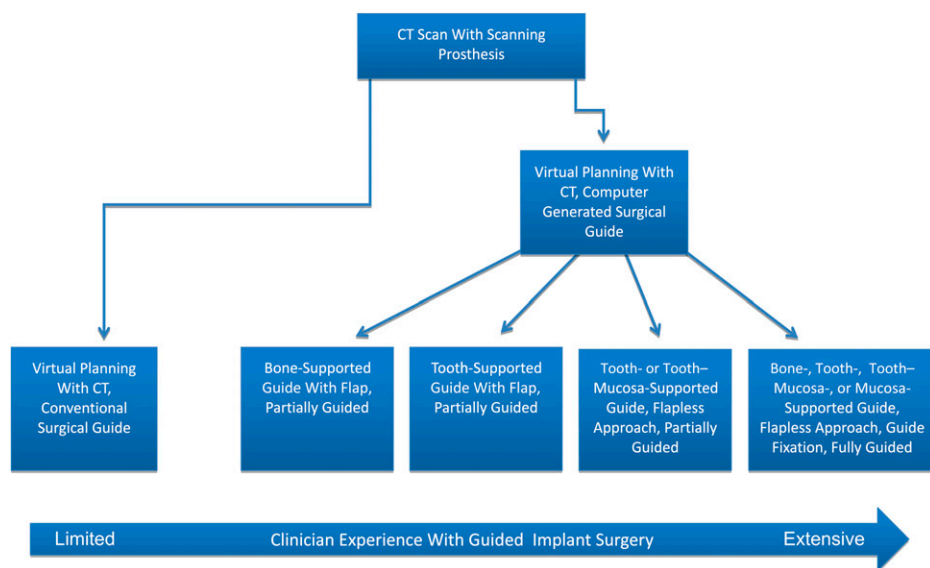 CT Scan With Scanning
Prosthesis
Virtual Planning With
CT, Computer
Generated Surgical
Guide
Virtual Planning
With CT,
Conventional
Surgical Guide
Bone-Supported
Guide With Flap,
Partially Guided
Tooth-Supported
Guide With Flap,
Partially Guided
Tooth- or Tooth–
Mucosa-Supported
Guide, Flapless
Approach, Partially
Guided
Bone-, Tooth-, Tooth–
Mucosa-, or Mucosa-
Supported Guide,
Flapless Approach, Guide
Fixation, Fully Guided
Limited Clinician Experience With Guided Implant Surgery Extensive